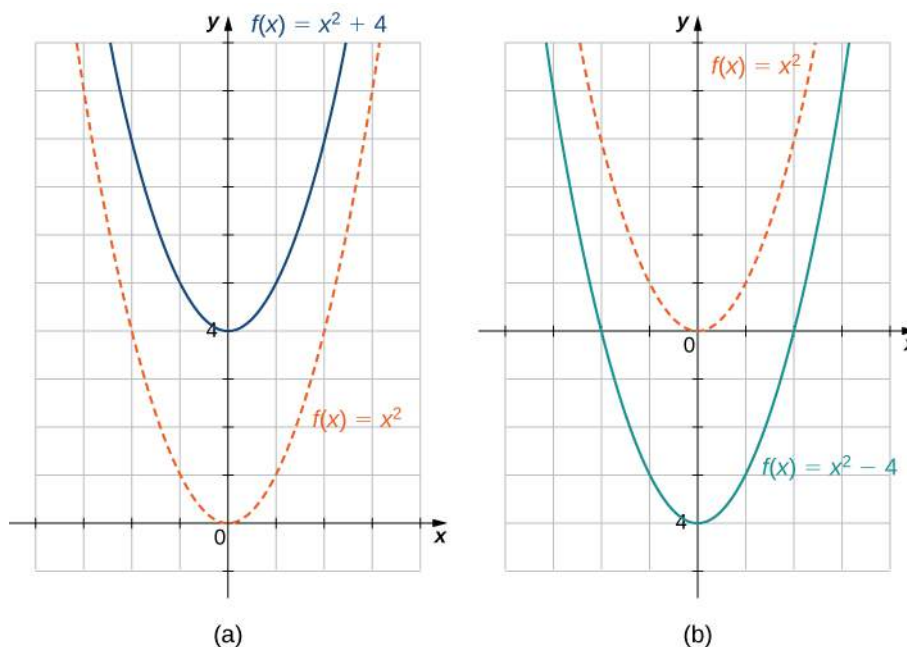 y
f(x) = x² + 4
4
f(x) = x²
0
x
(a)
y
f(x) = x²
0
x
f(x) = x² − 4
4
(b)